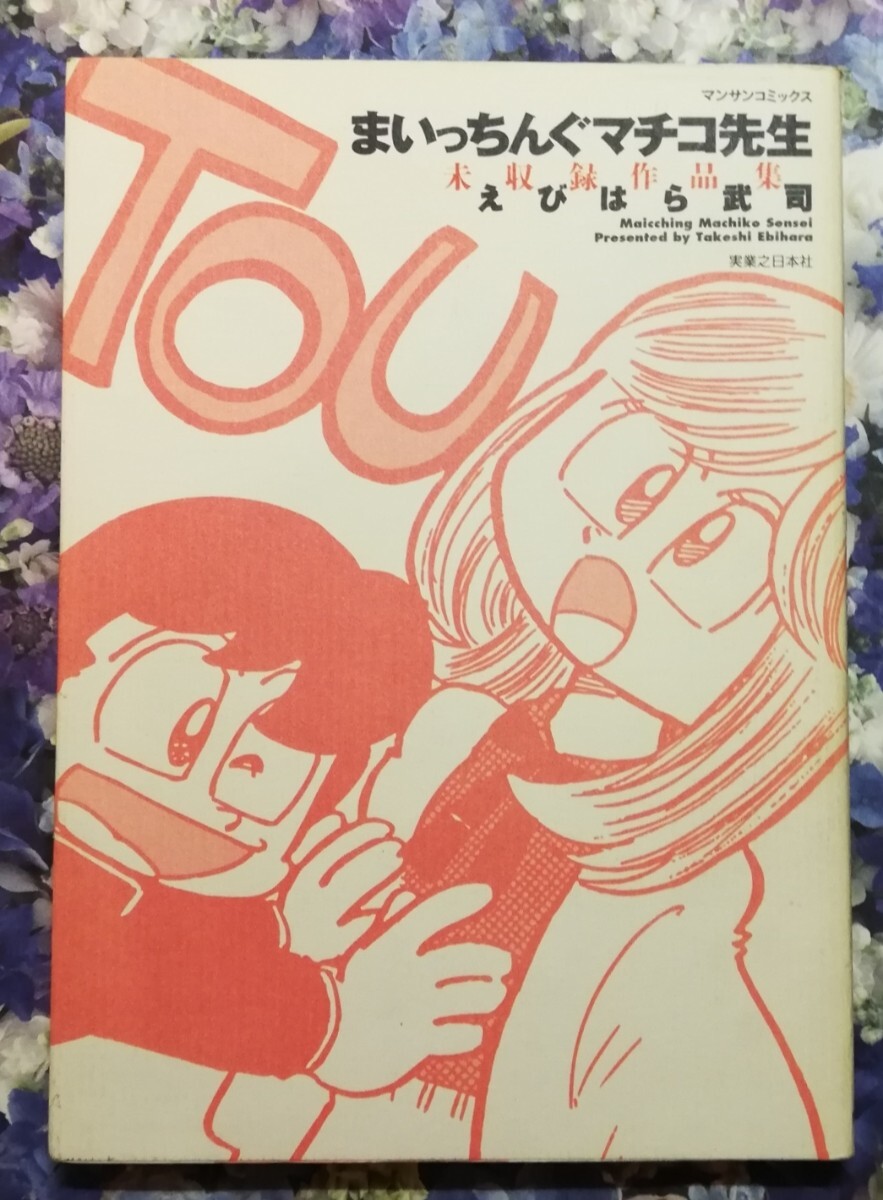 マンサンコミックス
まいっちんぐマチコ先生
未収録作品集
えびはら武司
Maicching Machiko Sensei
Presented by Takeshi Ebihara
実業之日本社
TOU